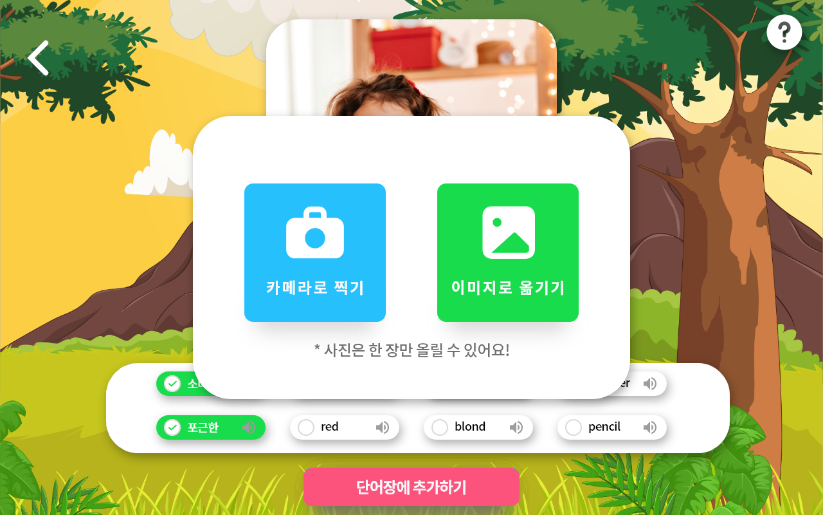 ?
카메라로 찍기
이미지로 옮기기
* 사진은 한 장만 올릴 수 있어요!
포근한
red
blond
pencil
단어장에 추가하기